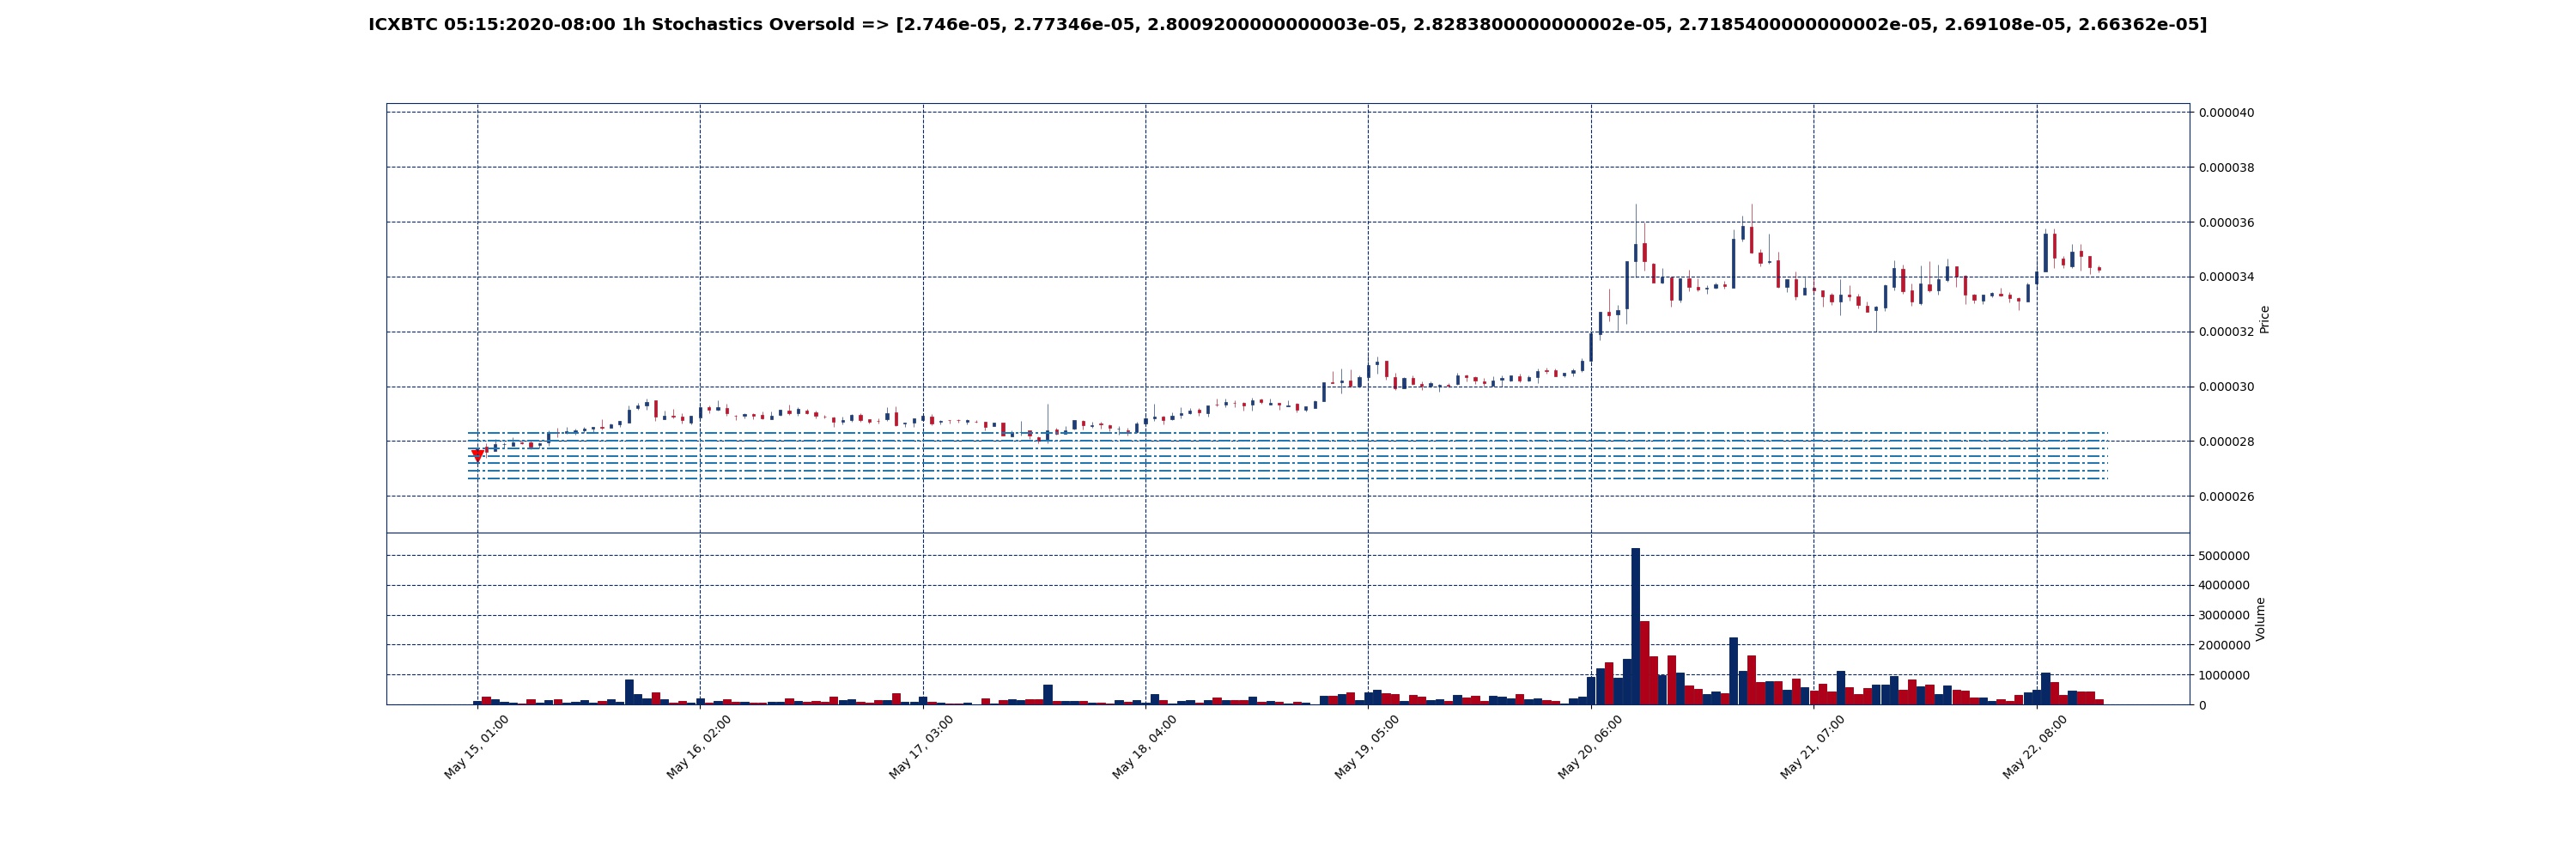 ICXBTC 05:15:2020-08:00 1h Stochastics Oversold => [2.746e-05, 2.77346e-05, 2.8009200000000003e-05, 2.8283800000000002e-05, 2.7185400000000002e-05, 2.69108e-05, 2.66362e-05]
0.000040
0.000038
0.000036
0.000034
0.000032
0.000030
0.000028
0.000026
Price
5000000
4000000
3000000
2000000
1000000
0
Volume
May 15, 01:00
May 16, 02:00
May 17, 03:00
May 18, 04:00
May 19, 05:00
May 20, 06:00
May 21, 07:00
May 22, 08:00